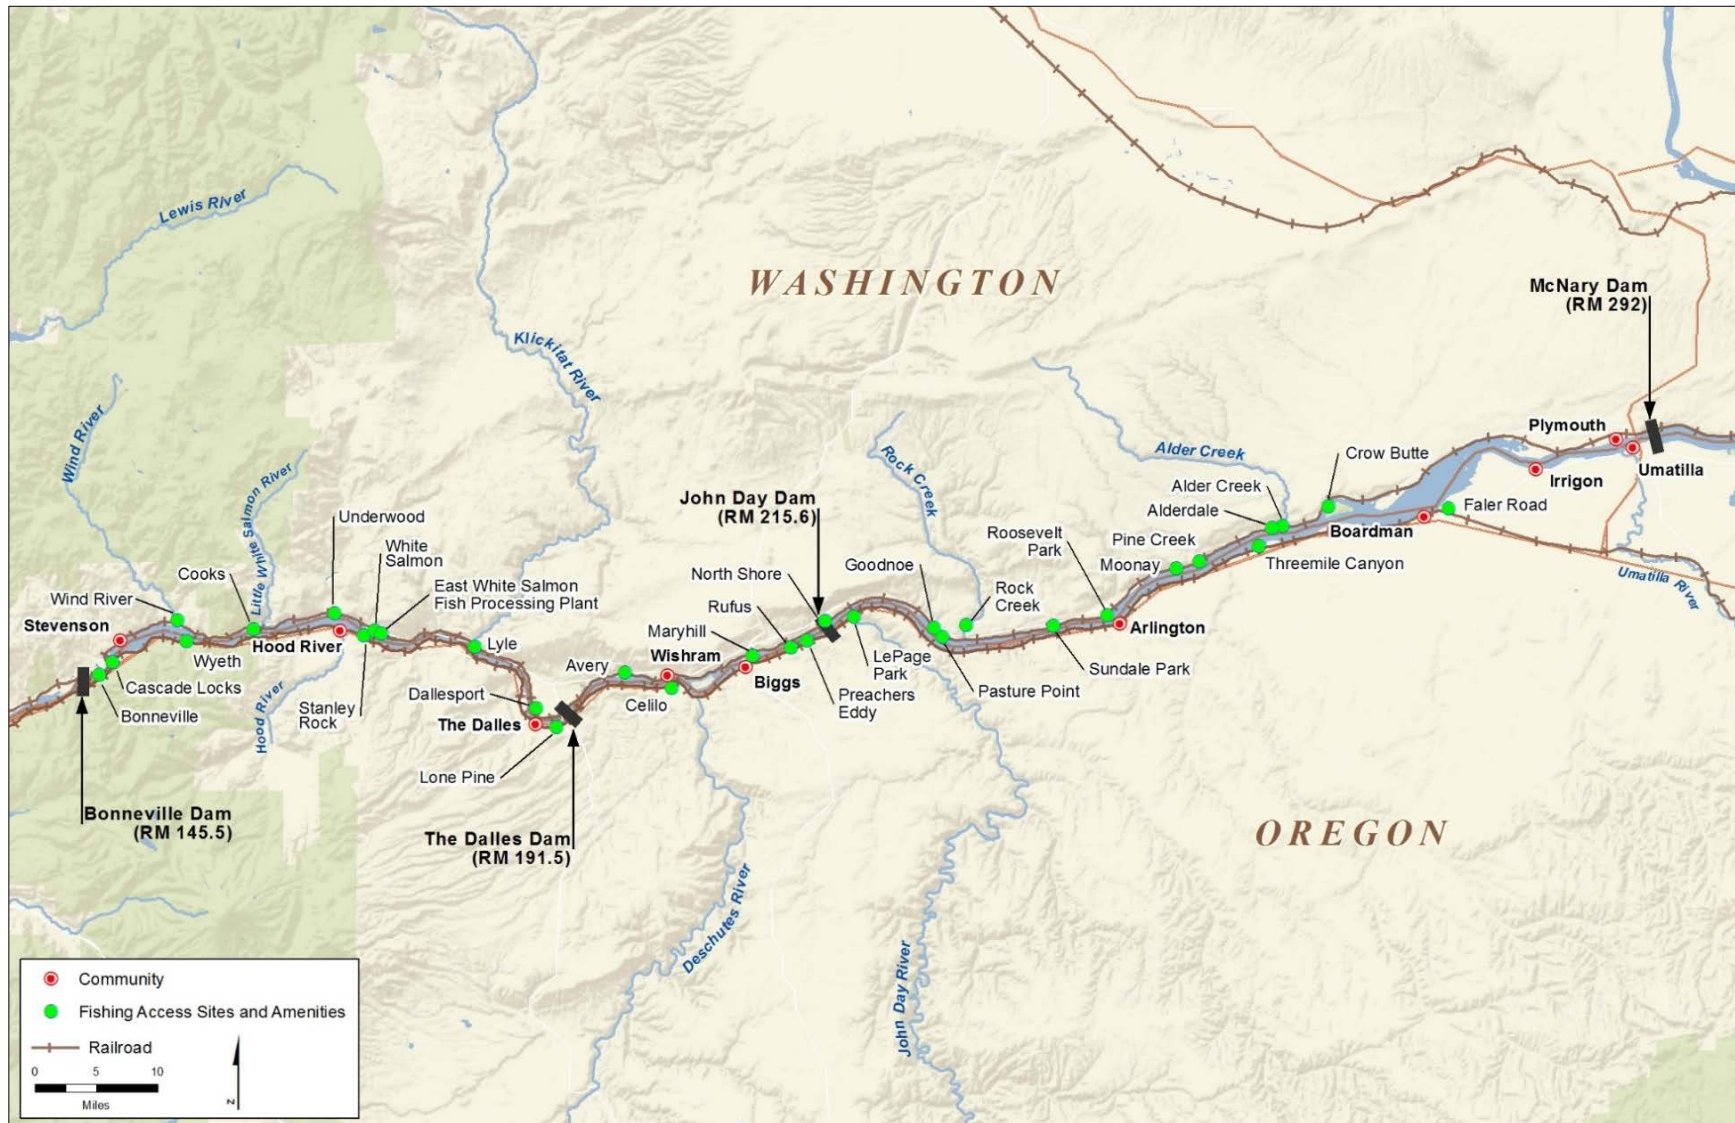 Lewis River
WASHINGTON
McNary Dam
(RM 292)
Klickitat River
Wind River
Little White Salmon River
Rock Creek
Alder Creek
Plymouth
Umatilla
Irrigon
Crow Butte
Faler Road
Boardman
Alder Creek
Alderdale
Threemile Canyon
Umatilla River
John Day Dam
(RM 215.6)
Underwood
White
Salmon
East White Salmon
Fish Processing Plant
Cooks
Wind River
Stevenson
Wyeth
Hood River
Cascade Locks
Bonneville
Stanley
Rock
Hood River
Lyle
Avery
Wishram
Dallesport
The Dalles
Celilo
Lone Pine
North Shore
Rufus
Maryhill
Biggs
Preachers
Eddy
LePage
Park
Goodnoe
Rock
Creek
Pasture Point
Roosevelt
Park
Pine Creek
Moonay
Arlington
Sundale Park
Bonneville Dam
(RM 145.5)
The Dalles Dam
(RM 191.5)
OREGON
Deschutes River
John Day River
Community
Fishing Access Sites and Amenities
Railroad
0 5 10
Miles
N